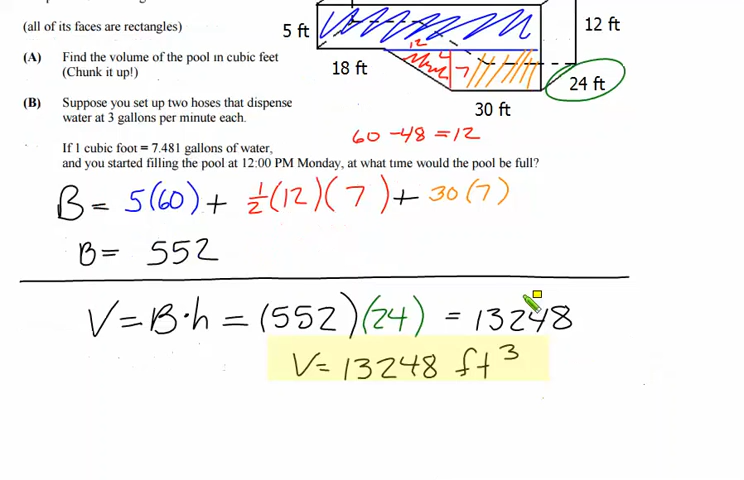 (all of its faces are rectangles)
5 ft
12 ft
12
7
18 ft
24 ft
30 ft
(A) Find the volume of the pool in cubic feet
(Chunk it up!)
(B) Suppose you set up two hoses that dispense
water at 3 gallons per minute each.
60 - 48 = 12
If 1 cubic foot = 7.481 gallons of water,
and you started filling the pool at 12:00 PM Monday, at what time would the pool be full?
B = 5(60) + 1/2(12)(7) + 30(7)
B = 552
V = B·h = (552)(24) = 13248
V = 13248 ft³